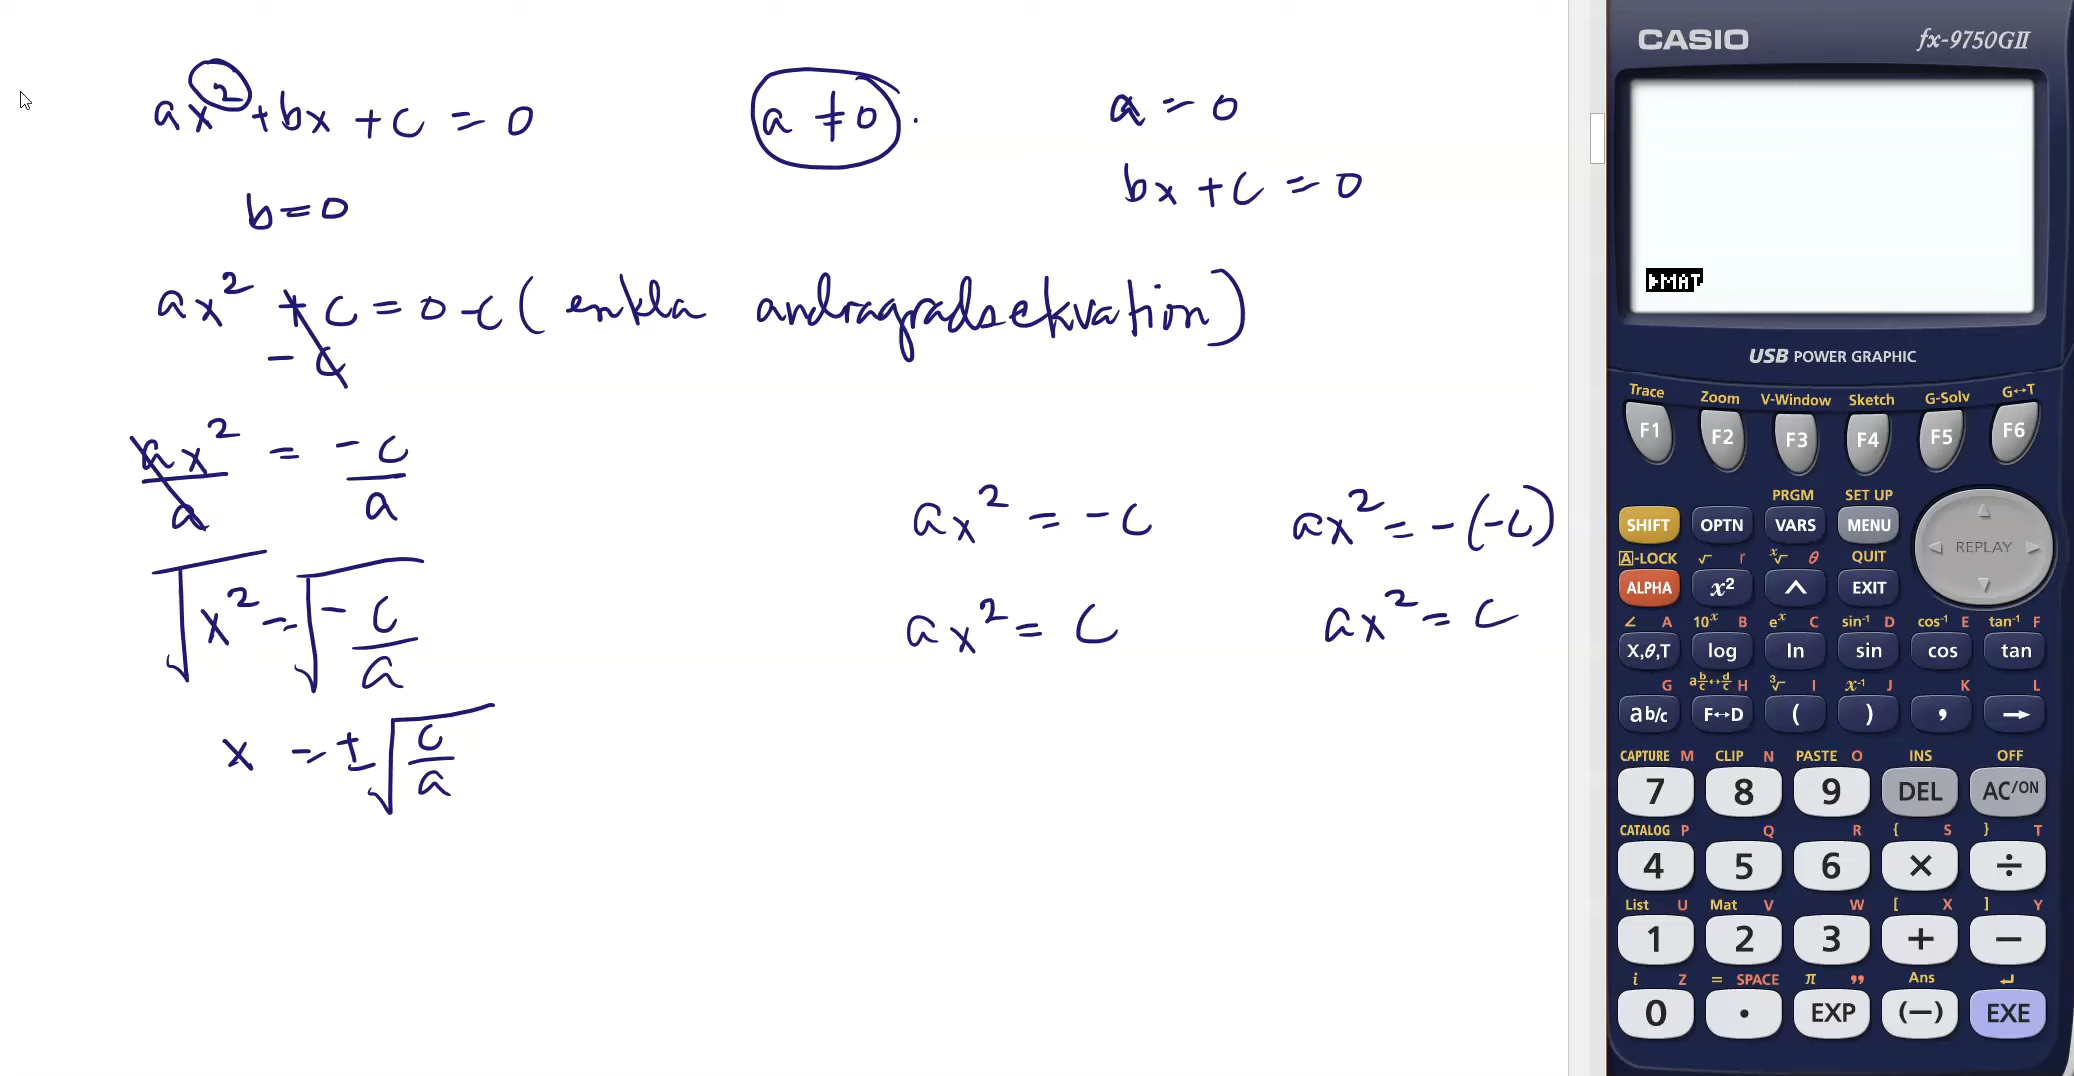 ax² + bx + c = 0
a ≠ 0.
a = 0
bx + c = 0
b = 0
ax² + c = 0 - c (enkla andragradsekvation)
- c
ax²/a = -c/a
√x² = √-c/a
x = ±√c/a
ax² = -c
ax² = c
ax² = -(-c)
ax² = c
CASIO fx-9750GII
▶MAT
USB POWER GRAPHIC
Trace Zoom V-Window Sketch G-Solv G↔T
F1 F2 F3 F4 F5 F6
PRGM SET UP
SHIFT OPTN VARS MENU
REPLAY
A-LOCK √ r ˣ√ θ QUIT
ALPHA x² ^ EXIT
∠ A 10ˣ B eˣ C sin⁻¹ D cos⁻¹ E tan⁻¹ F
X,θ,T log ln sin cos tan
G a b/c↔d/c H ³√ I x⁻¹ J K L
a b/c F↔D ( ) , →
CAPTURE M CLIP N PASTE O INS OFF
7 8 9 DEL AC/ON
CATALOG P Q R { S } T
4 5 6 × ÷
List U Mat V W [ X ] Y
1 2 3 + −
i Z = SPACE π ” Ans ↵
0 . EXP (−) EXE